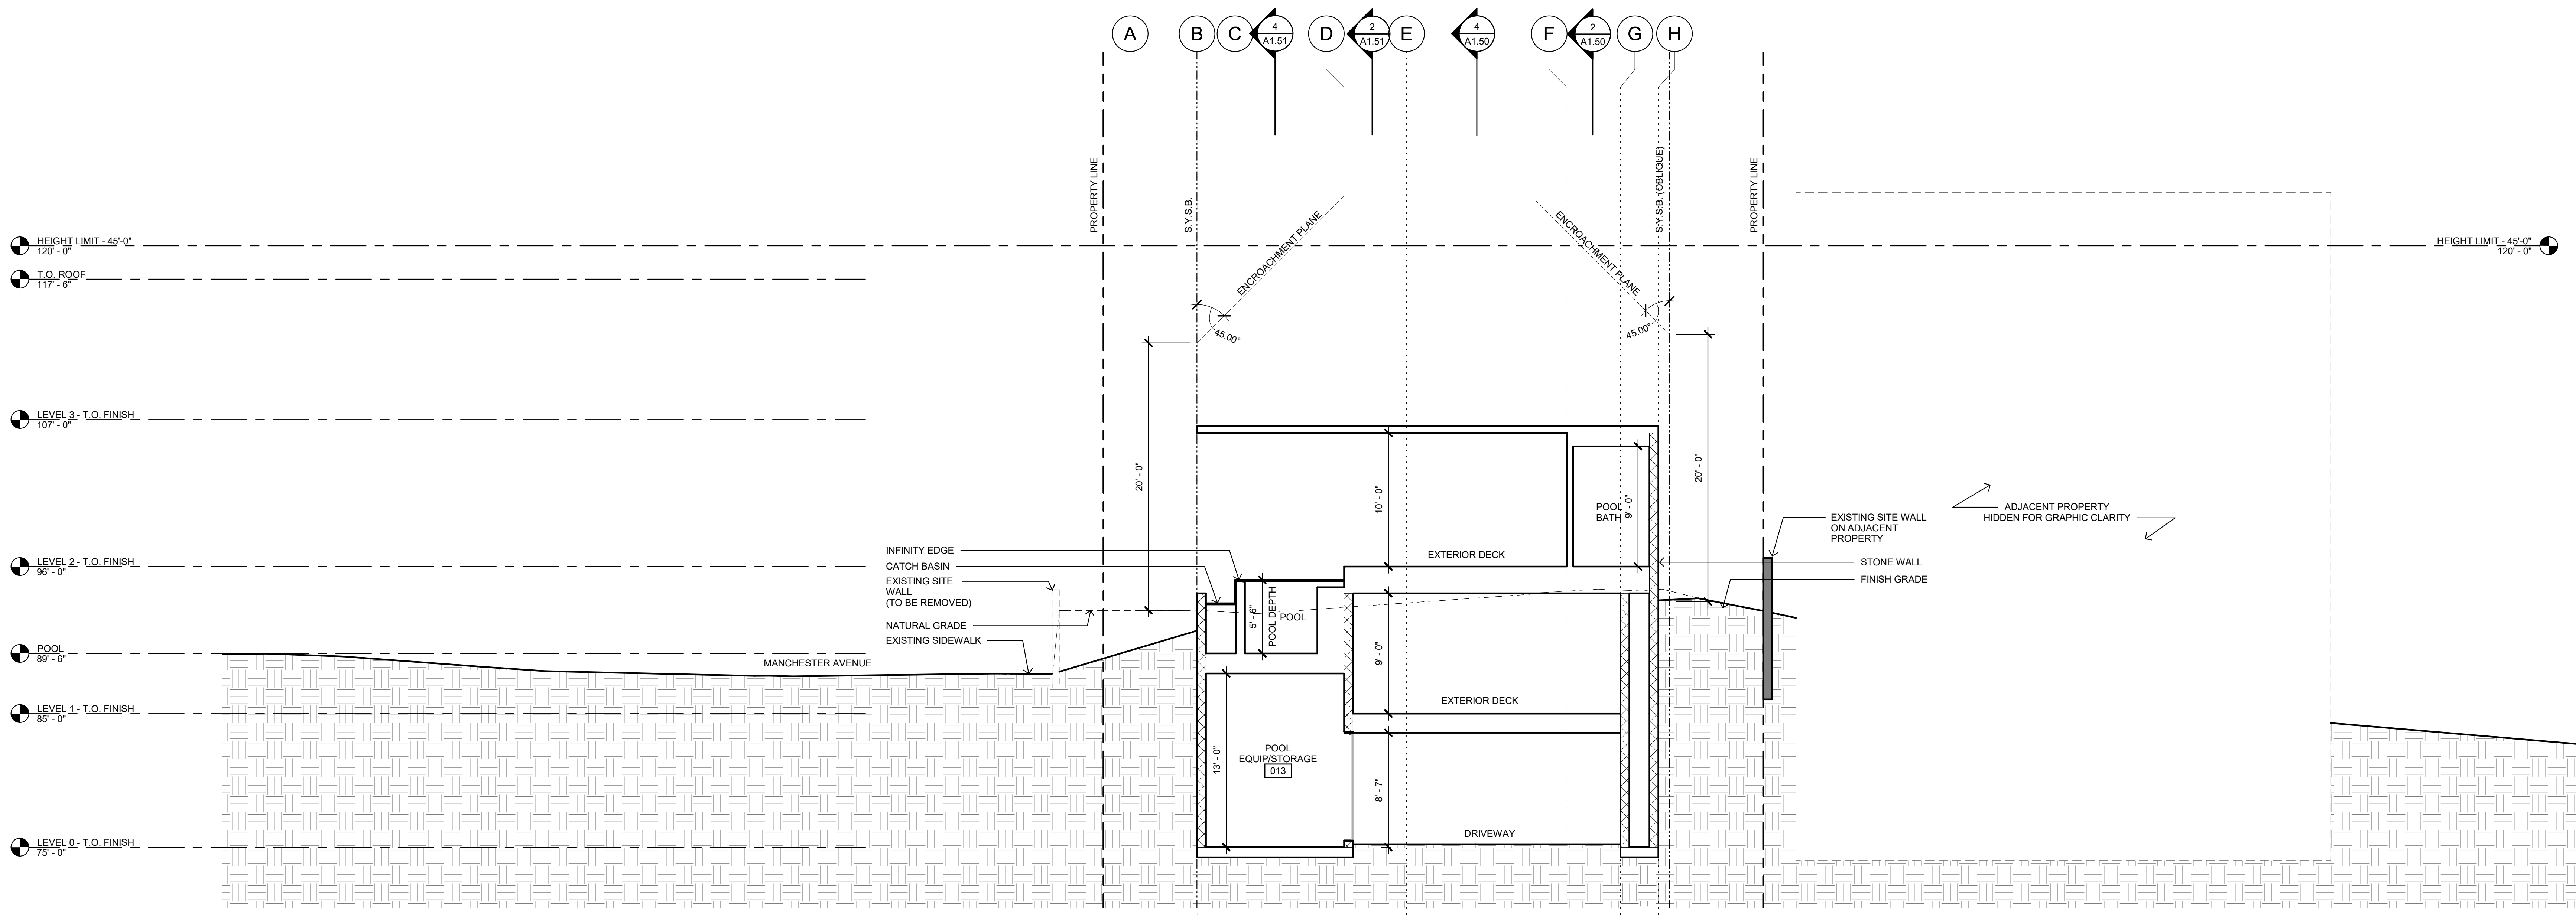 A
B
C
4
A1.51
D
2
A1.51
E
4
A1.50
F
2
A1.50
G
H
PROPERTY LINE
S.Y.S.B.
S.Y.S.B. (OBLIQUE)
PROPERTY LINE
ENCROACHMENT PLANE
ENCROACHMENT PLANE
HEIGHT LIMIT - 45'-0"
120' - 0"
HEIGHT LIMIT - 45'-0"
120' - 0"
T.O. ROOF
117' - 6"
45.00°
45.00°
LEVEL 3 - T.O. FINISH
107' - 0"
20' - 0"
20' - 0"
10' - 0"
9' - 0"
POOL
BATH
ADJACENT PROPERTY
HIDDEN FOR GRAPHIC CLARITY
EXISTING SITE WALL
ON ADJACENT
PROPERTY
INFINITY EDGE
EXTERIOR DECK
LEVEL 2 - T.O. FINISH
96' - 0"
CATCH BASIN
STONE WALL
EXISTING SITE
WALL
(TO BE REMOVED)
FINISH GRADE
5' - 6"
POOL DEPTH
POOL
NATURAL GRADE
EXISTING SIDEWALK
POOL
89' - 6"
MANCHESTER AVENUE
9' - 0"
EXTERIOR DECK
LEVEL 1 - T.O. FINISH
85' - 0"
13' - 0"
POOL
EQUIP/STORAGE
013
8' - 7"
DRIVEWAY
LEVEL 0 - T.O. FINISH
75' - 0"